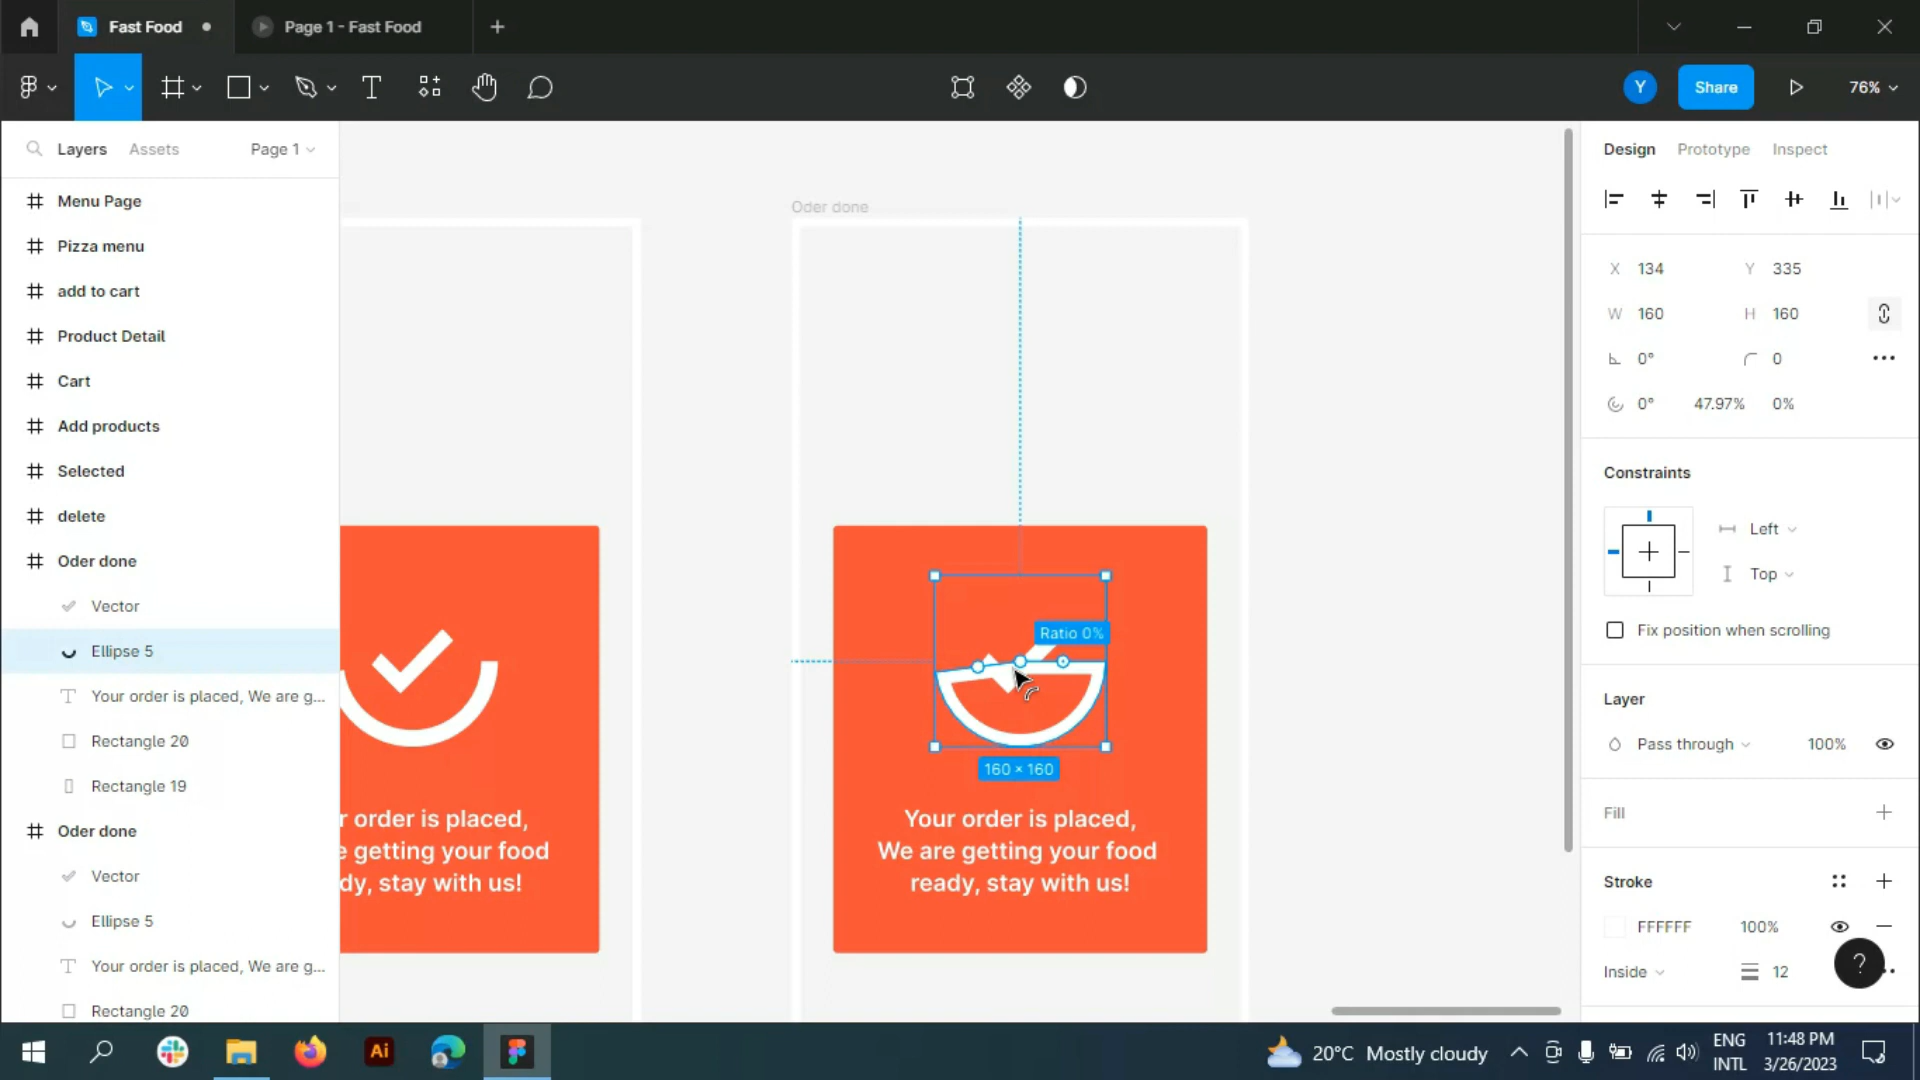 Fast Food
Page 1 - Fast Food
Y
Share
76%
Layers
Assets
Page 1
Design
Prototype
Inspect
Menu Page
Pizza menu
add to cart
Product Detail
Cart
Add products
Selected
delete
Oder done
Vector
Ellipse 5
Your order is placed, We are g...
Rectangle 20
Rectangle 19
Oder done
Vector
Ellipse 5
Your order is placed, We are g...
Rectangle 20
Oder done
r order is placed,
e getting your food
dy, stay with us!
Ratio 0%
160 × 160
Your order is placed,
We are getting your food
ready, stay with us!
X 134 Y 335
W 160 H 160
0° 0
0° 47.97% 0%
Constraints
Left
Top
Fix position when scrolling
Layer
Pass through 100%
Fill
Stroke
FFFFFF 100%
Inside 12
?
Ai
20°C Mostly cloudy
ENG
INTL
11:48 PM
3/26/2023